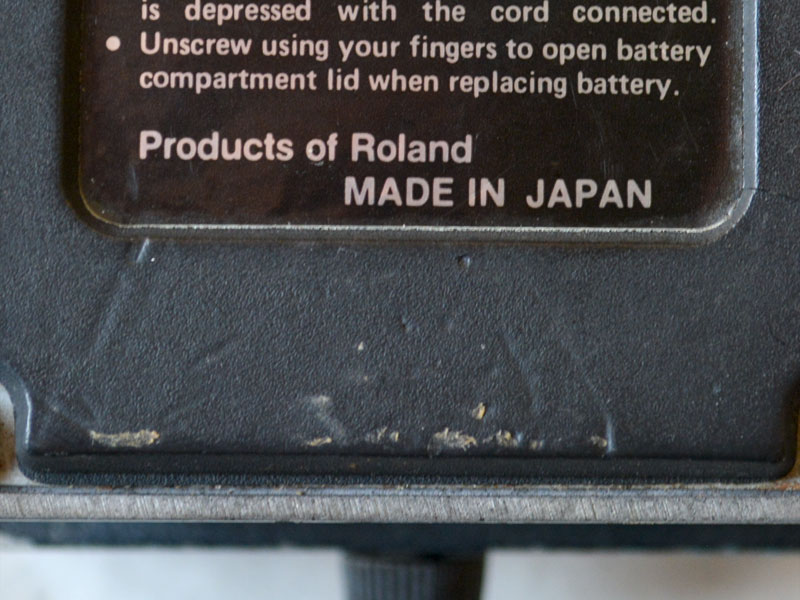 is depressed with the cord connected.
● Unscrew using your fingers to open battery
compartment lid when replacing battery.
Products of Roland
MADE IN JAPAN